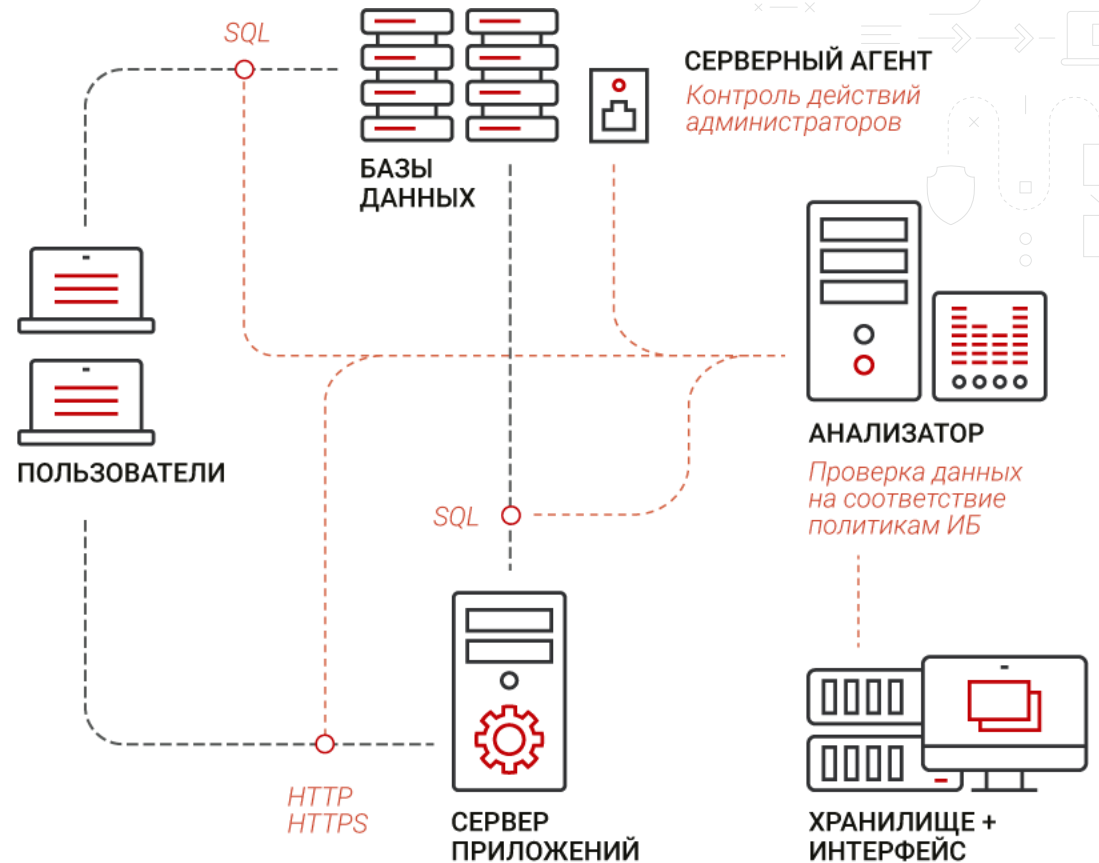 SQL
СЕРВЕРНЫЙ АГЕНТ
Контроль действий
администраторов
БАЗЫ
ДАННЫХ
ПОЛЬЗОВАТЕЛИ
АНАЛИЗАТОР
Проверка данных
на соответствие
политикам ИБ
SQL
HTTP
HTTPS
СЕРВЕР
ПРИЛОЖЕНИЙ
ХРАНИЛИЩЕ +
ИНТЕРФЕЙС